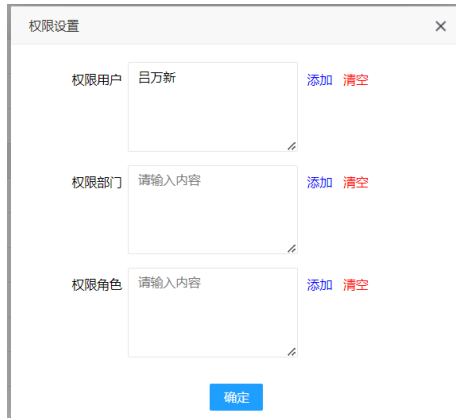 权限设置
权限用户 吕万新 添加 清空
权限部门 请输入内容 添加 清空
权限角色 请输入内容 添加 清空
确定